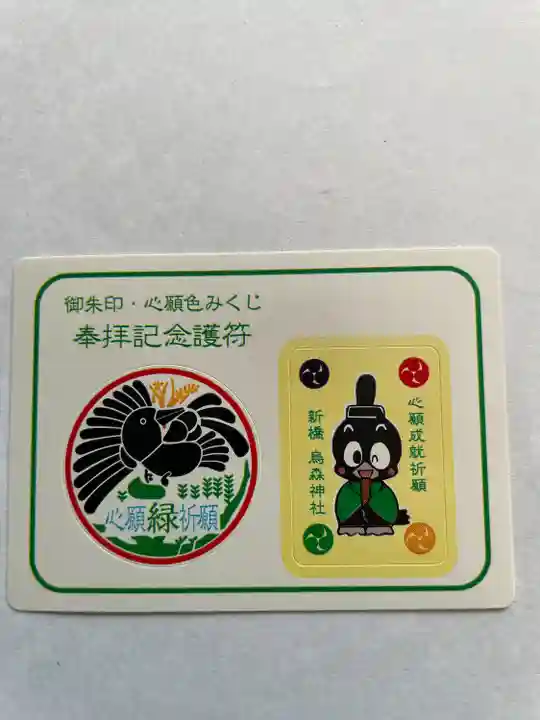 御朱印・心願色みくじ
奉拝記念護符
心願緑祈願
心願成就祈願
新橋 烏森神社